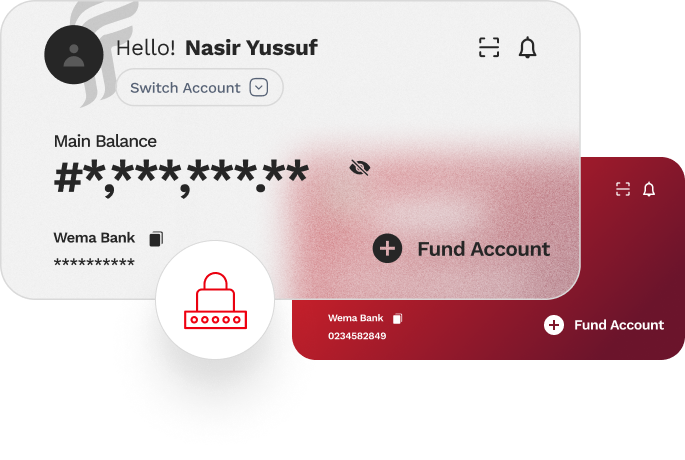 Hello! Nasir Yussuf
Switch Account
Main Balance
#*,***,***.**
Wema Bank
**********
Fund Account
Wema Bank
0234582849
Fund Account